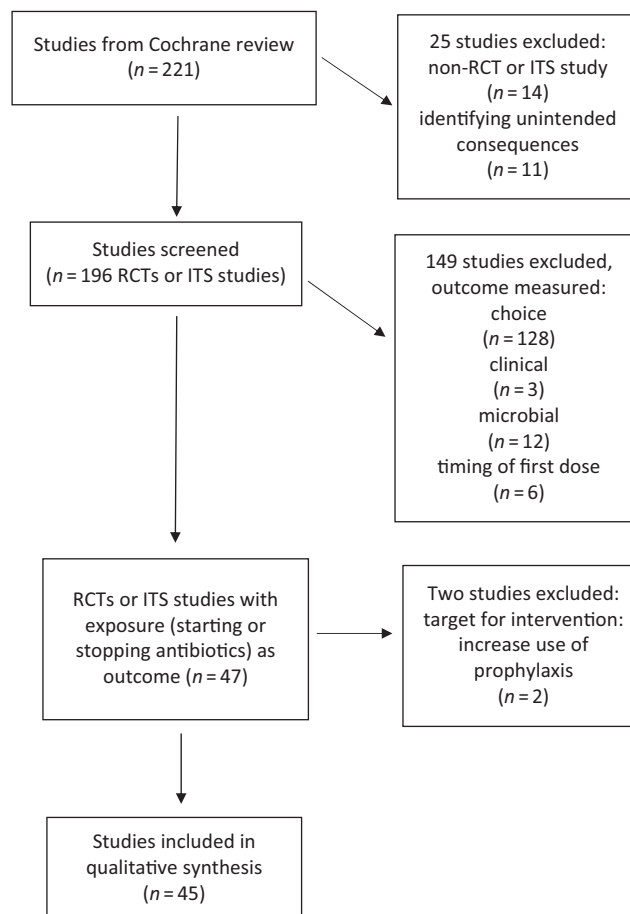 Studies from Cochrane review
(n = 221)
25 studies excluded:
non-RCT or ITS study
(n = 14)
identifying unintended
consequences
(n = 11)
Studies screened
(n = 196 RCTs or ITS studies)
149 studies excluded,
outcome measured:
choice
(n = 128)
clinical
(n = 3)
microbial
(n = 12)
timing of first dose
(n = 6)
RCTs or ITS studies with
exposure (starting or
stopping antibiotics) as
outcome (n = 47)
Two studies excluded:
target for intervention:
increase use of
prophylaxis
(n = 2)
Studies included in
qualitative synthesis
(n = 45)